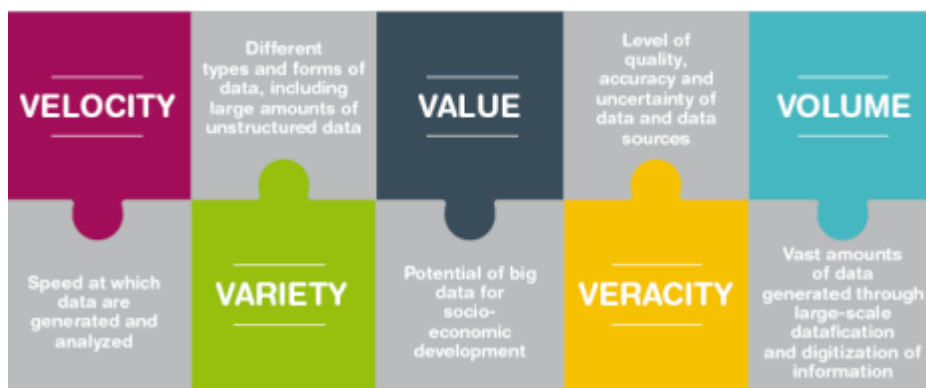 VELOCITY
Speed at which
data are
generated and
analyzed
Different
types and forms of
data, including
large amounts of
unstructured data
VARIETY
VALUE
Potential of big
data for
socio-
economic
development
Level of
quality,
accuracy and
uncertainty of
data and data
sources
VERACITY
VOLUME
Vast amounts
of data
generated through
large-scale
datafication
and digitization of
information